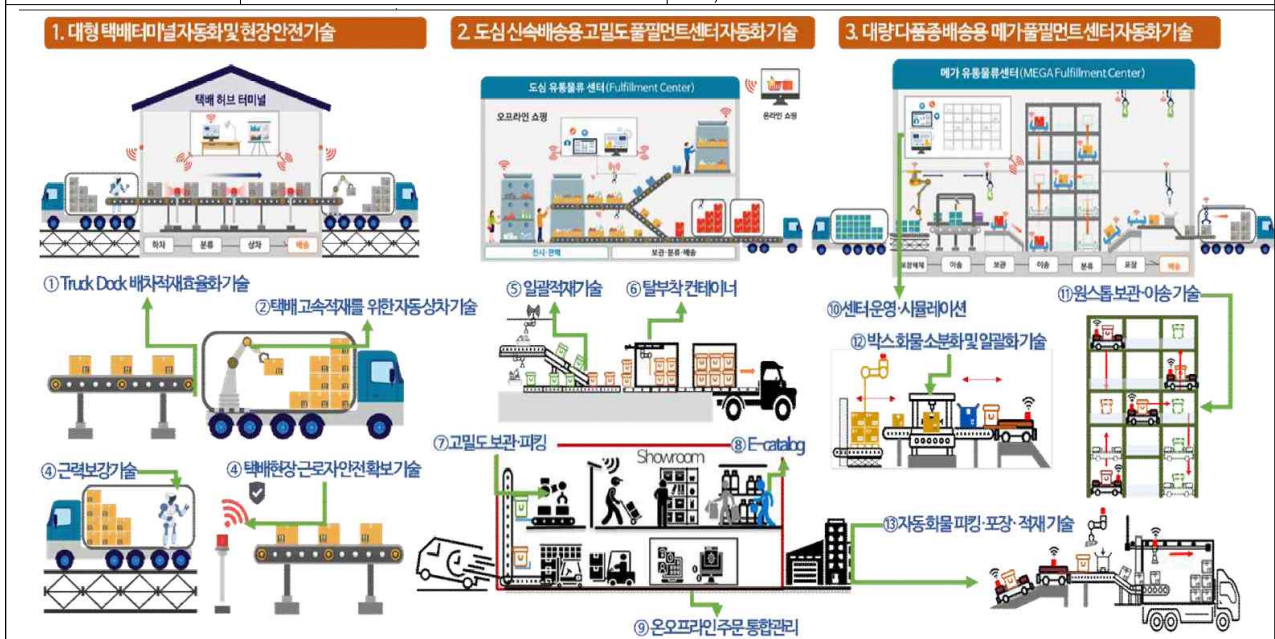 1. 대형 택배터미널 자동화 및 현장 안전기술
2. 도심 신속배송용 고밀도 풀필먼트센터 자동화 기술
3. 대량 다품종 배송용 메가 풀필먼트 센터 자동화기술
택배 허브 터미널
하차
분류
상차
배송
도심 유통물류 센터(Fulfillment Center)
오프라인 쇼핑
온라인 쇼핑
전시·판매
보관·분류·배송
메가 유통물류센터(MEGA Fulfillment Center)
이송
보관
이송
분류
포장
배송
① Truck Dock 배차적재효율화기술
② 택배 고속적재를 위한 자동상차 기술
④ 근력보강기술
④ 택배현장 근로자 안전확보기술
⑤ 일괄적재기술
⑥ 탈부착 컨테이너
⑦ 고밀도 보관·피킹
⑧ E-catalog
Showroom
⑨ 온오프라인 주문 통합관리
⑩센터 운영·시뮬레이션
⑪원스톱 보관·이송 기술
⑫ 박스 화물 소분화 및 일괄화 기술
⑬자동화물 피킹·포장·적재 기술